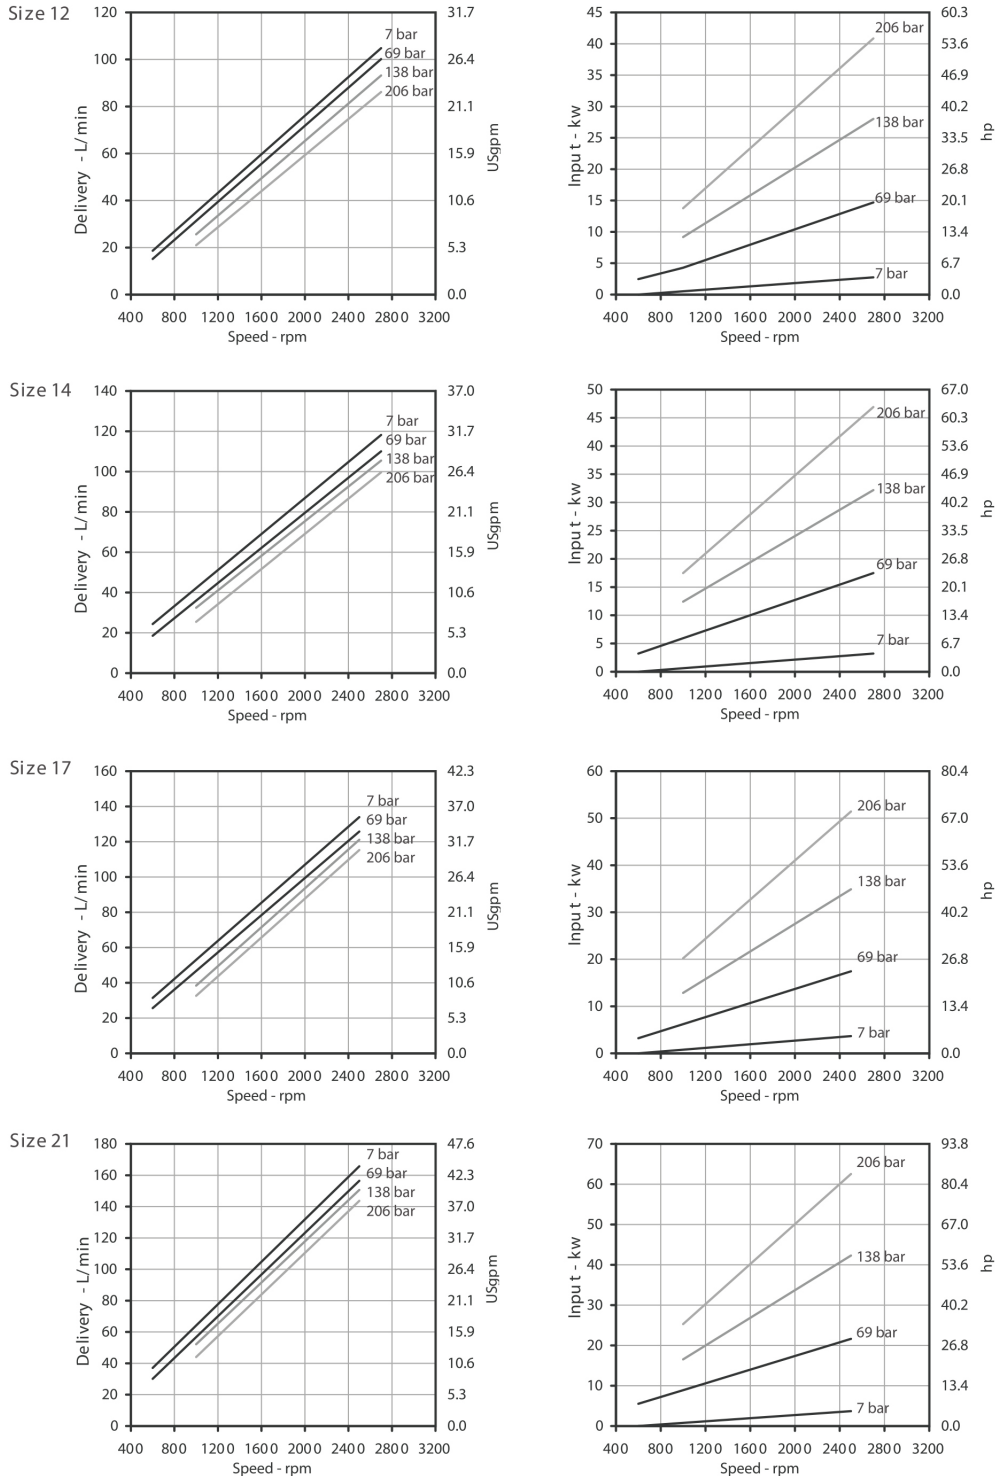 Size 12
120
100
80
60
40
20
0
Delivery - L/min
31.7
26.4
21.1
15.9
10.6
5.3
0.0
USgpm
7 bar
69 bar
138 bar
206 bar
400 800 1200 1600 2000 2400 2800 3200
Speed - rpm
45
40
35
30
25
20
15
10
5
0
Input - kw
60.3
53.6
46.9
40.2
33.5
26.8
20.1
13.4
6.7
0.0
hp
206 bar
138 bar
69 bar
7 bar
400 800 1200 1600 2000 2400 2800 3200
Speed - rpm
Size 14
140
120
100
80
60
40
20
0
Delivery - L/min
37.0
31.7
26.4
21.1
15.9
10.6
5.3
0.0
USgpm
7 bar
69 bar
138 bar
206 bar
400 800 1200 1600 2000 2400 2800 3200
Speed - rpm
50
45
40
35
30
25
20
15
10
5
0
Input - kw
67.0
60.3
53.6
46.9
40.2
33.5
26.8
20.1
13.4
6.7
0.0
hp
206 bar
138 bar
69 bar
7 bar
400 800 1200 1600 2000 2400 2800 3200
Speed - rpm
Size 17
160
140
120
100
80
60
40
20
0
Delivery - L/min
42.3
37.0
31.7
26.4
21.1
15.9
10.6
5.3
0.0
USgpm
7 bar
69 bar
138 bar
206 bar
400 800 1200 1600 2000 2400 2800 3200
Speed - rpm
60
50
40
30
20
10
0
Input - kw
80.4
67.0
53.6
40.2
26.8
13.4
0.0
hp
206 bar
138 bar
69 bar
7 bar
400 800 1200 1600 2000 2400 2800 3200
Speed - rpm
Size 21
180
160
140
120
100
80
60
40
20
0
Delivery - L/min
47.6
42.3
37.0
31.7
26.4
21.1
15.9
10.6
5.3
0.0
USgpm
7 bar
69 bar
138 bar
206 bar
400 800 1200 1600 2000 2400 2800 3200
Speed - rpm
70
60
50
40
30
20
10
0
Input - kw
93.8
80.4
67.0
53.6
40.2
26.8
13.4
0.0
hp
206 bar
138 bar
69 bar
7 bar
400 800 1200 1600 2000 2400 2800 3200
Speed - rpm